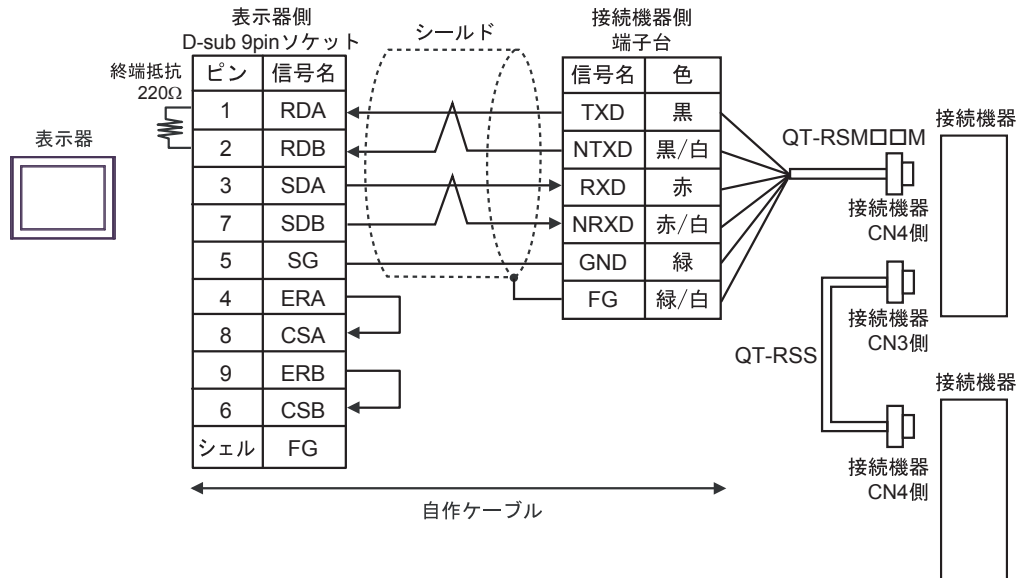 表示器
表示器側
D-sub 9pinソケット
終端抵抗
220Ω
ピン 信号名
1 RDA
2 RDB
3 SDA
7 SDB
5 SG
4 ERA
8 CSA
9 ERB
6 CSB
シェル FG
シールド
接続機器側
端子台
信号名 色
TXD 黒
NTXD 黒/白
RXD 赤
NRXD 赤/白
GND 緑
FG 緑/白
自作ケーブル
QT-RSM□□M
接続機器
接続機器
CN4側
接続機器
CN3側
QT-RSS
接続機器
接続機器
CN4側